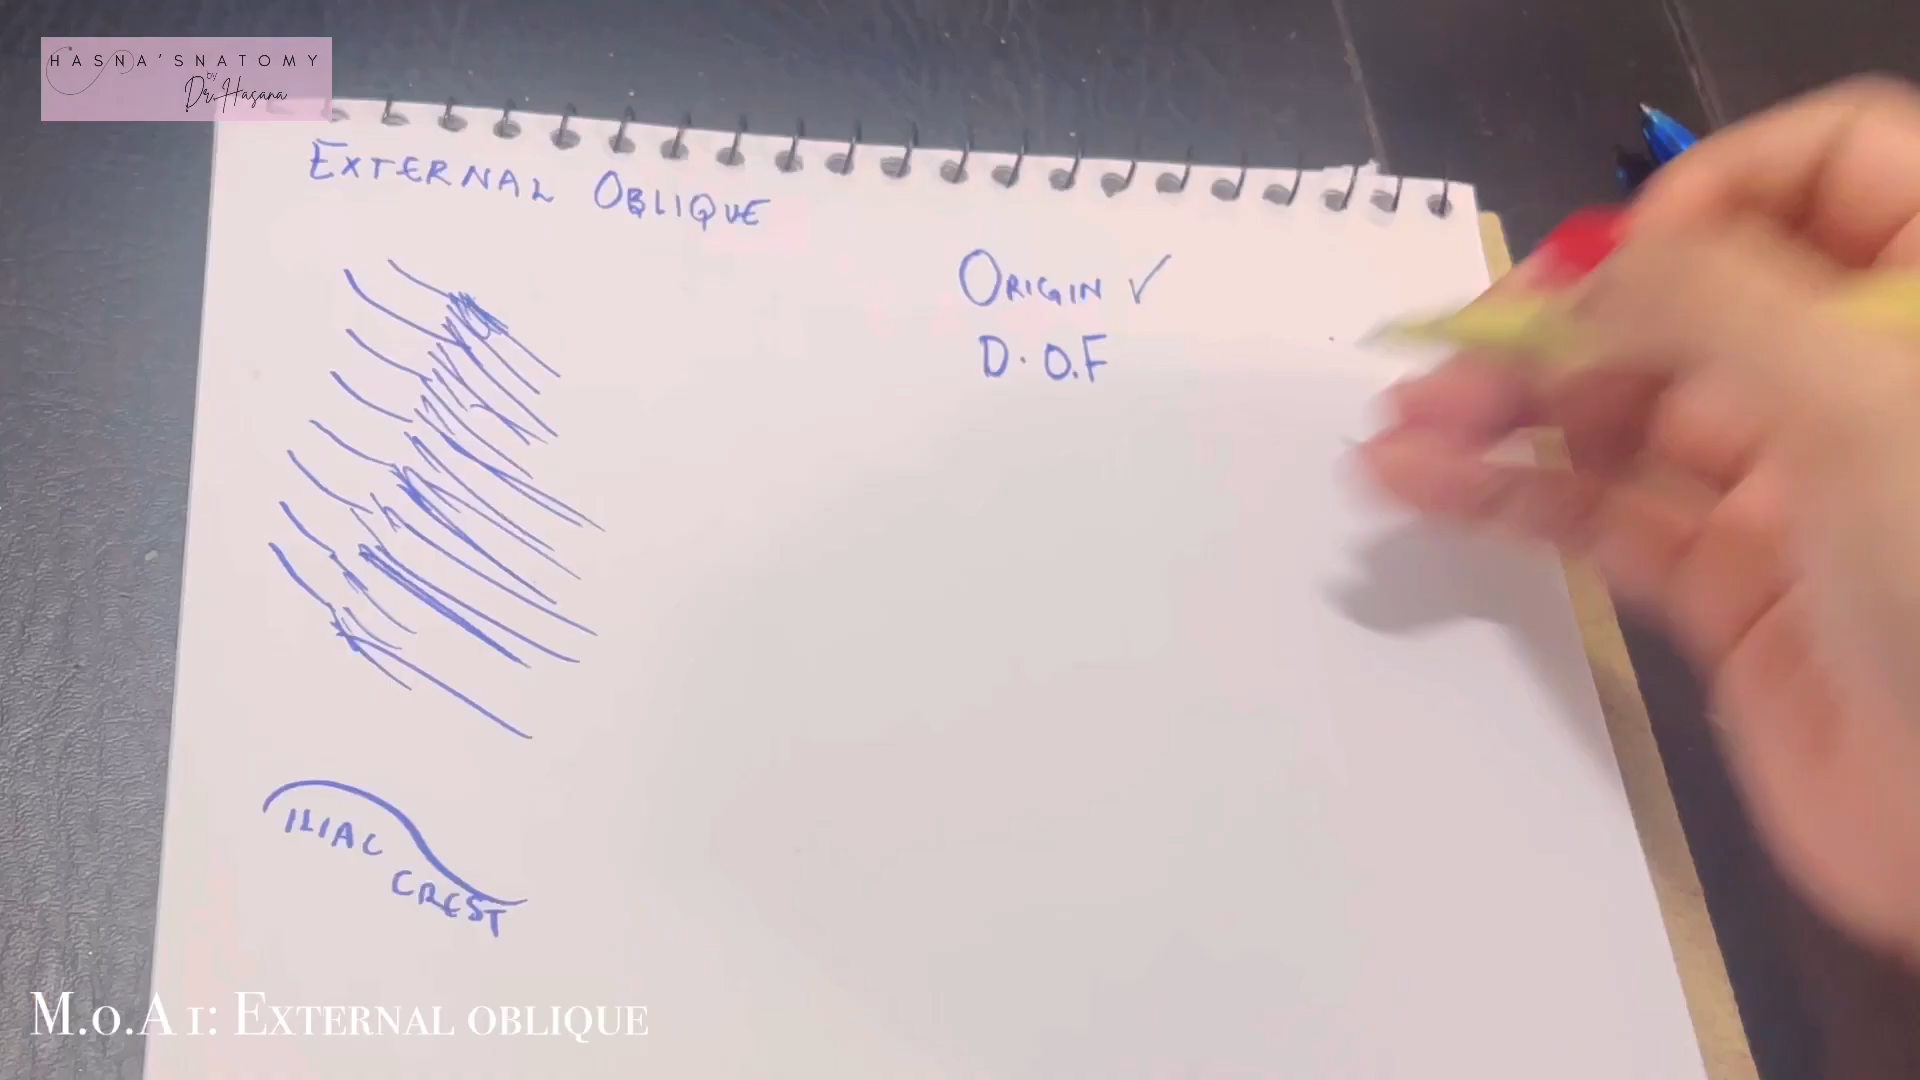 HASNA'SNATOMY
by
Dr.Hasana
EXTERNAL OBLIQUE
ORIGIN ✓
D.O.F
ILIAC
CREST
M.O.A 1: EXTERNAL OBLIQUE